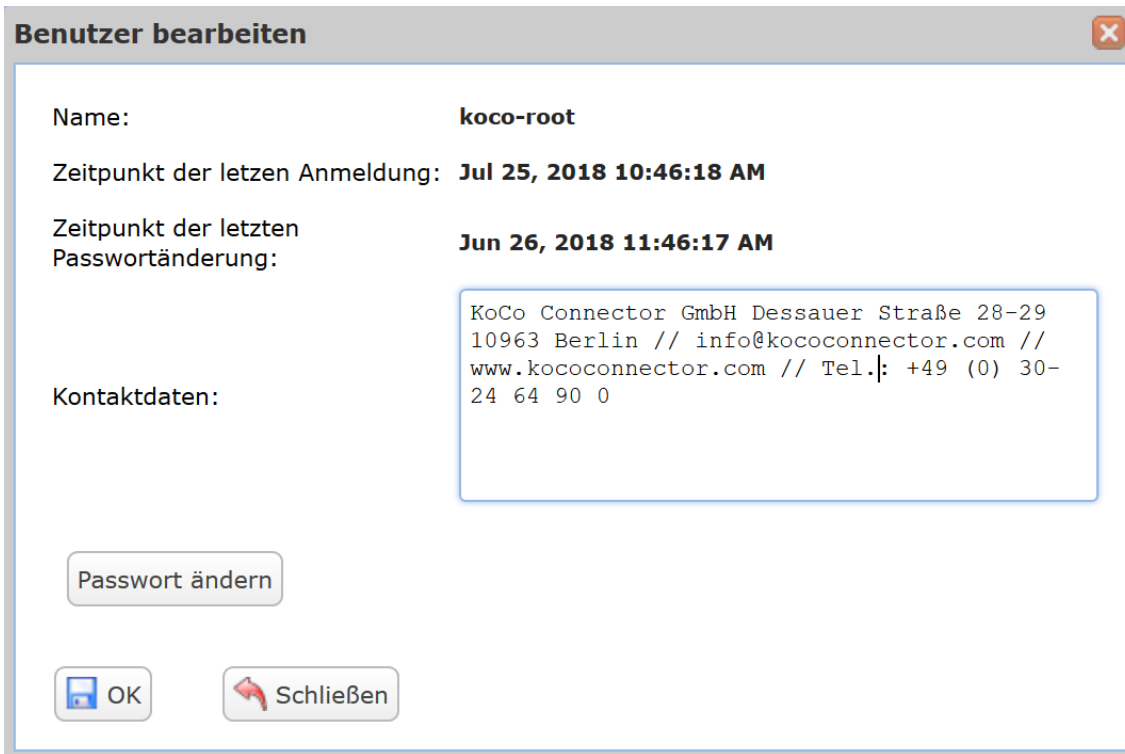 Benutzer bearbeiten
Name:
koco-root
Zeitpunkt der letzen Anmeldung:
Jul 25, 2018 10:46:18 AM
Zeitpunkt der letzten
Passwortänderung:
Jun 26, 2018 11:46:17 AM
Kontaktdaten:
KoCo Connector GmbH Dessauer Straße 28-29
10963 Berlin // info@kococonnector.com //
www.kococonnector.com // Tel.: +49 (0) 30-
24 64 90 0
Passwort ändern
OK
Schließen